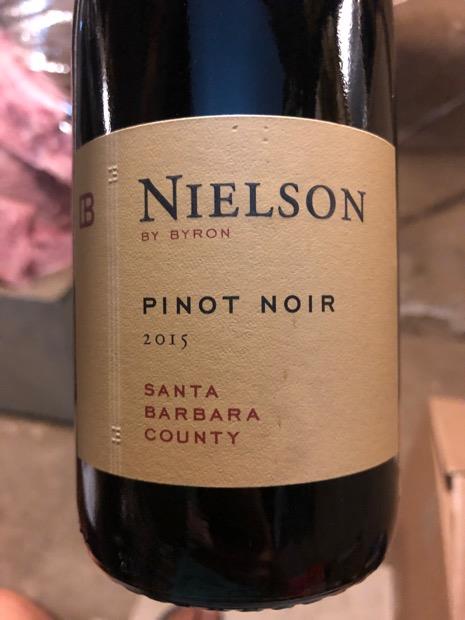 B
NIELSON
BY BYRON
PINOT NOIR
2015
SANTA
BARBARA
COUNTY